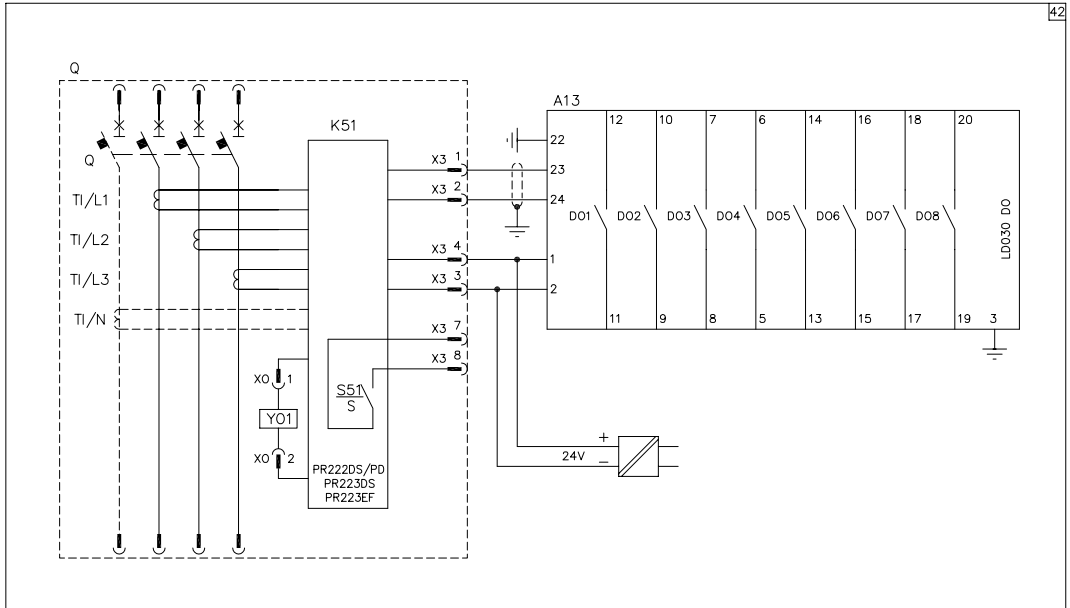 42
Q
A13
K51
12 10 7 6 14 16 18 20
22
X3 1
23
Q
X3 2
24
TI/L1
DO1 DO2 DO3 DO4 DO5 DO6 DO7 DO8
LD030 DO
TI/L2
X3 4
1
TI/L3
X3 3
2
TI/N
11 9 8 5 13 15 17 19 3
X3 7
X3 8
X0 1
S51
S
Y01
+
24V
–
X0 2
PR222DS/PD
PR223DS
PR223EF